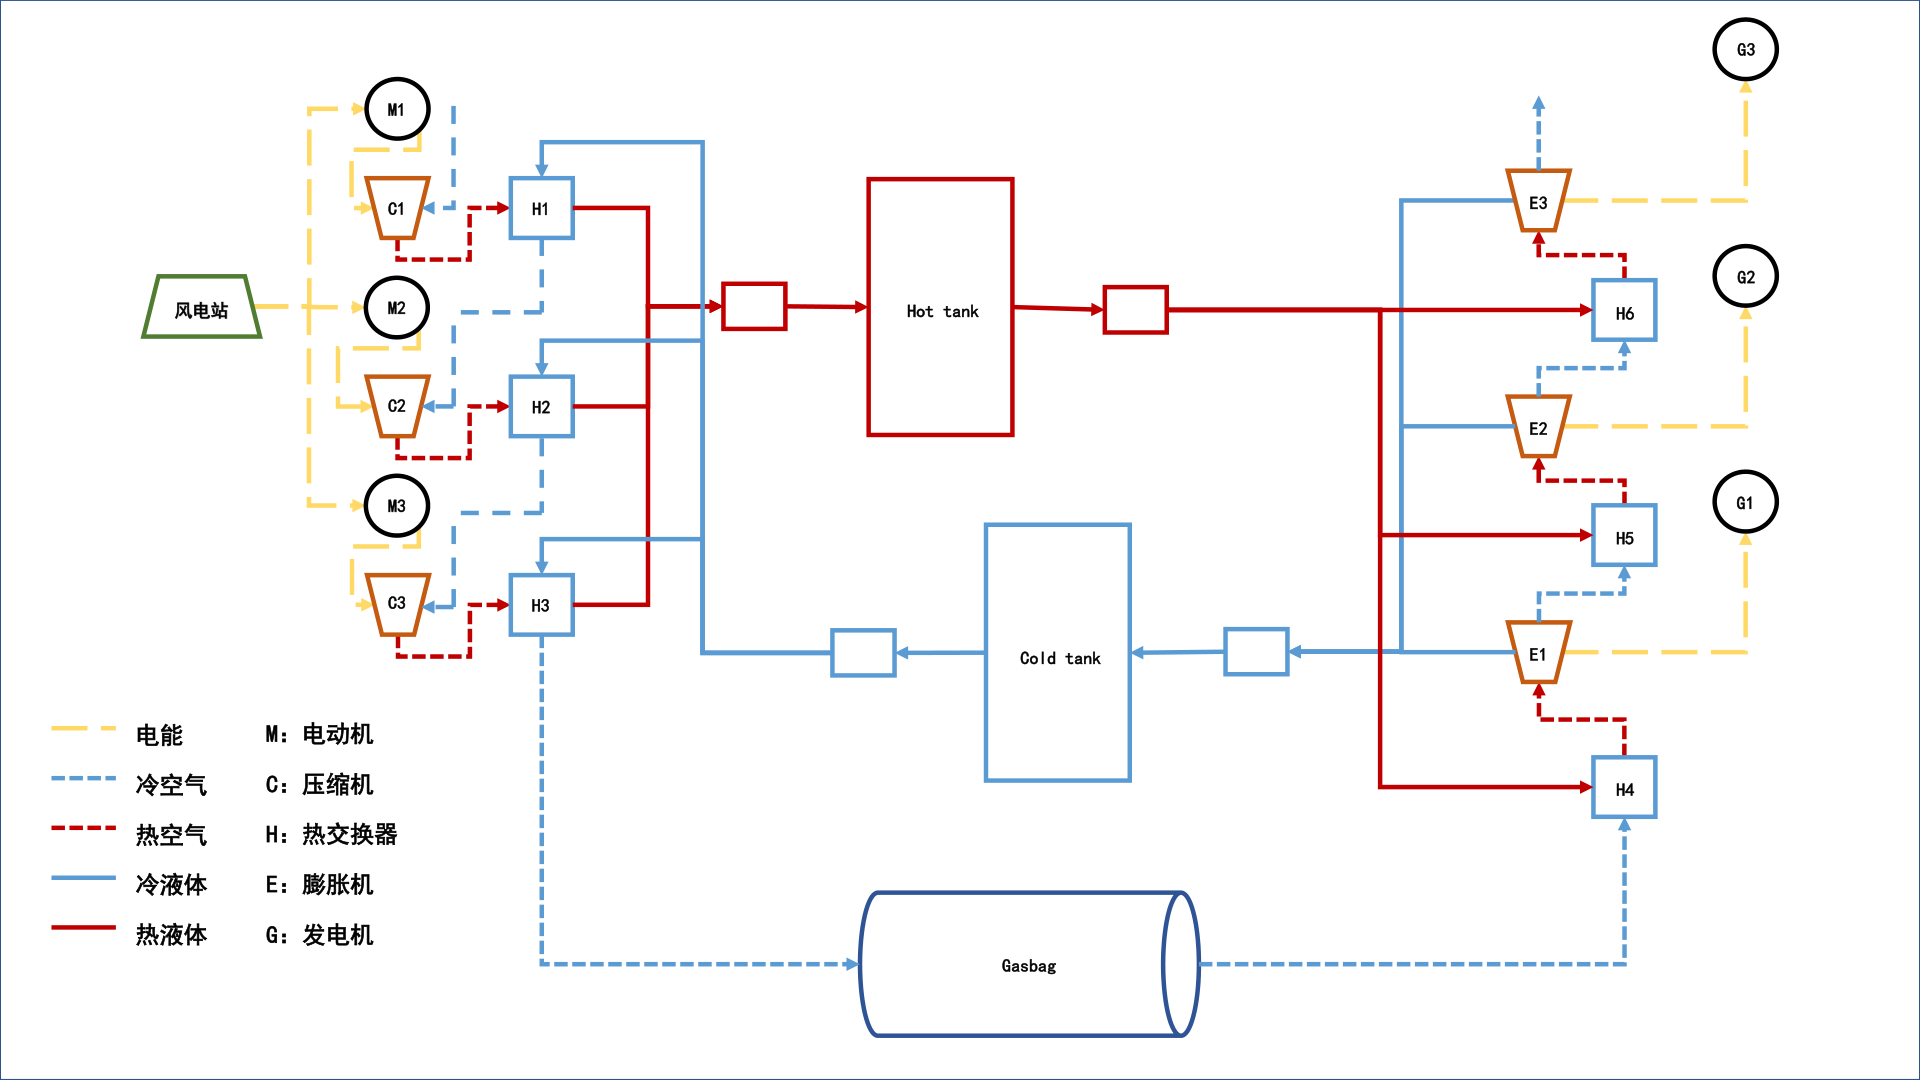 G3
M1
C1
H1
E3
G2
风电站
M2
Hot tank
H6
C2
H2
E2
M3
G1
H5
C3
H3
Cold tank
E1
H4
电能
M：电动机
冷空气
C：压缩机
热空气
H：热交换器
冷液体
E：膨胀机
热液体
G：发电机
Gasbag